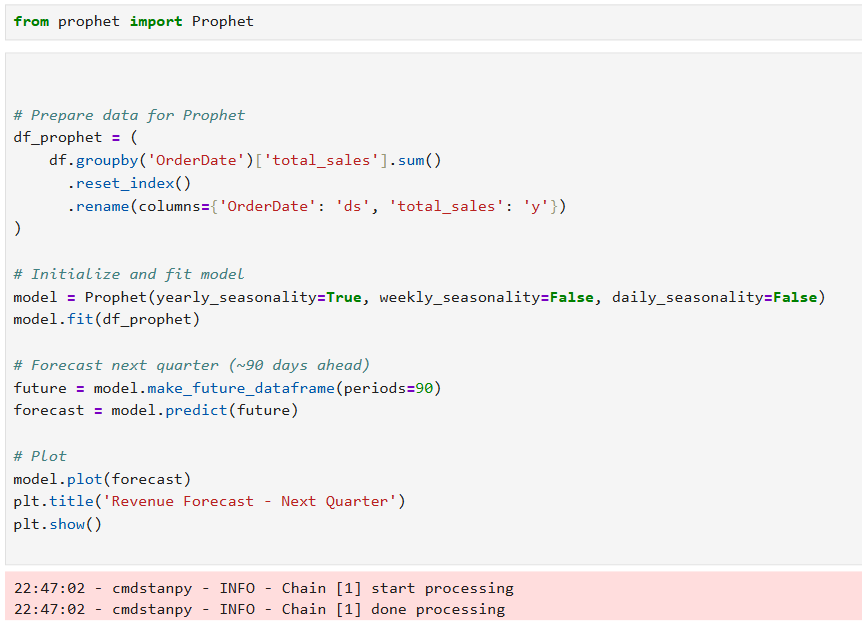 from prophet import Prophet
# Prepare data for Prophet
df_prophet = (
    df.groupby('OrderDate')['total_sales'].sum()
      .reset_index()
      .rename(columns={'OrderDate': 'ds', 'total_sales': 'y'})
)
# Initialize and fit model
model = Prophet(yearly_seasonality=True, weekly_seasonality=False, daily_seasonality=False)
model.fit(df_prophet)
# Forecast next quarter (~90 days ahead)
future = model.make_future_dataframe(periods=90)
forecast = model.predict(future)
# Plot
model.plot(forecast)
plt.title('Revenue Forecast - Next Quarter')
plt.show()
22:47:02 - cmdstanpy - INFO - Chain [1] start processing
22:47:02 - cmdstanpy - INFO - Chain [1] done processing